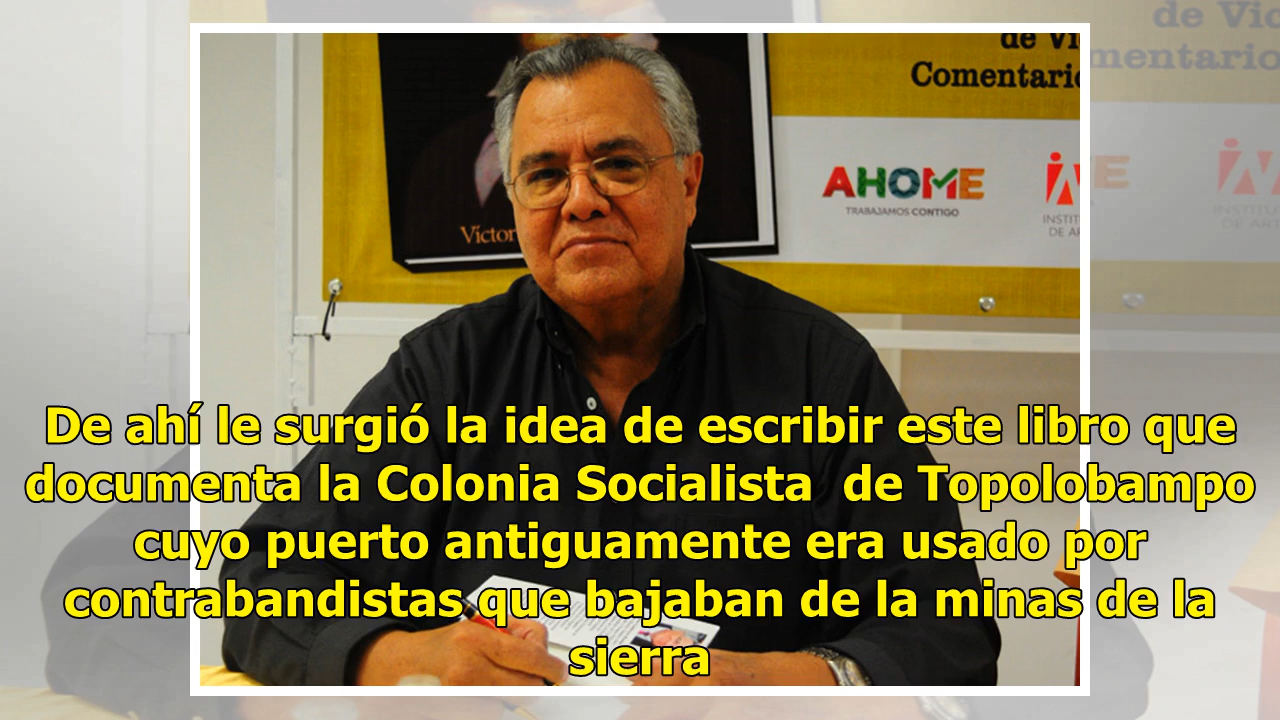 de Vi
Comentario
AHOME
TRABAJAMOS CONTIGO
Víctor
De ahí le surgió la idea de escribir este libro que
documenta la Colonia Socialista  de Topolobampo
cuyo puerto antiguamente era usado por
contrabandistas que bajaban de la minas de la
sierra